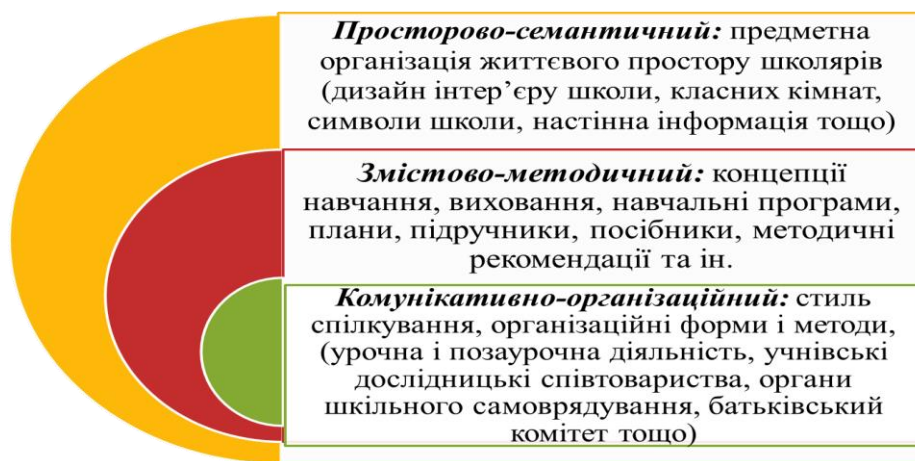 Просторово-семантичний: предметна
організація життєвого простору школярів
(дизайн інтер’єру школи, класних кімнат,
символи школи, настінна інформація тощо)
Змістово-методичний: концепції
навчання, виховання, навчальні програми,
плани, підручники, посібники, методичні
рекомендації та ін.
Комунікативно-організаційний: стиль
спілкування, організаційні форми і методи,
(урочна і позаурочна діяльність, учнівські
дослідницькі співтовариства, органи
шкільного самоврядування, батьківський
комітет тощо)